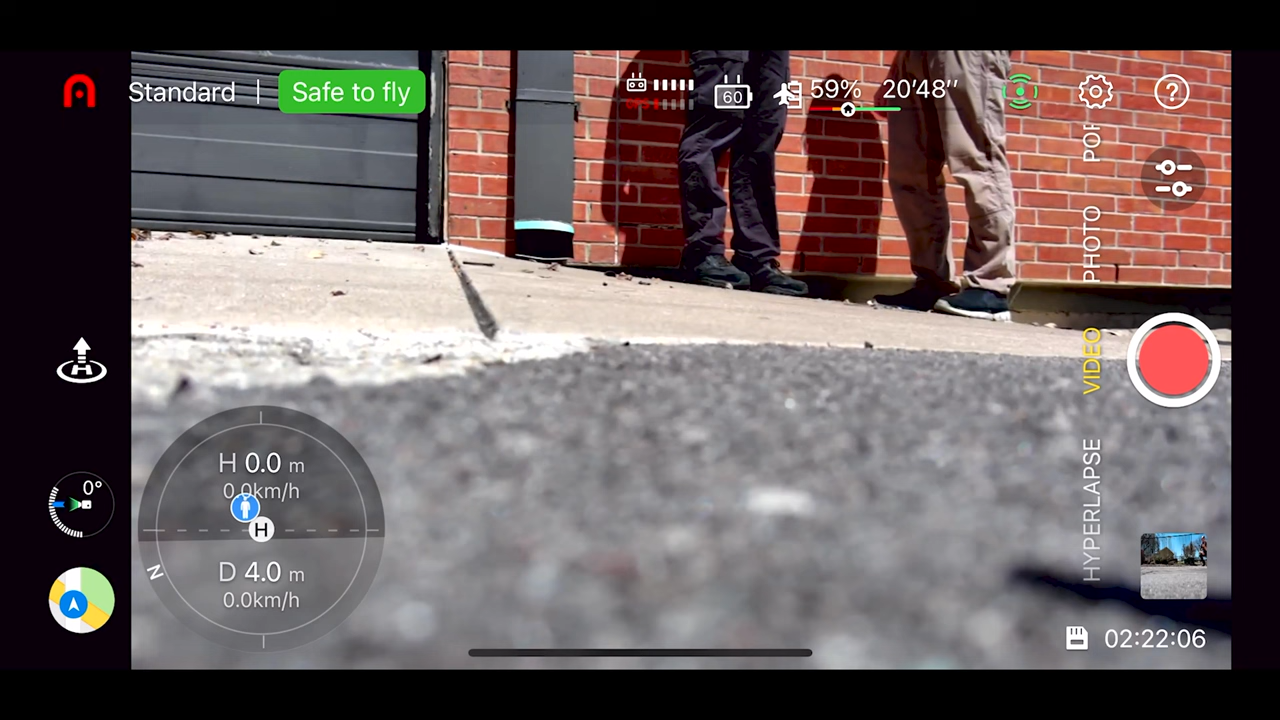 Standard | Safe to fly
60
59%
20'48''
?
POR
PHOTO
VIDEO
HYPERLAPSE
H 0.0 m
0.0km/h
H
D 4.0 m
0.0km/h
N
0°
H
02:22:06